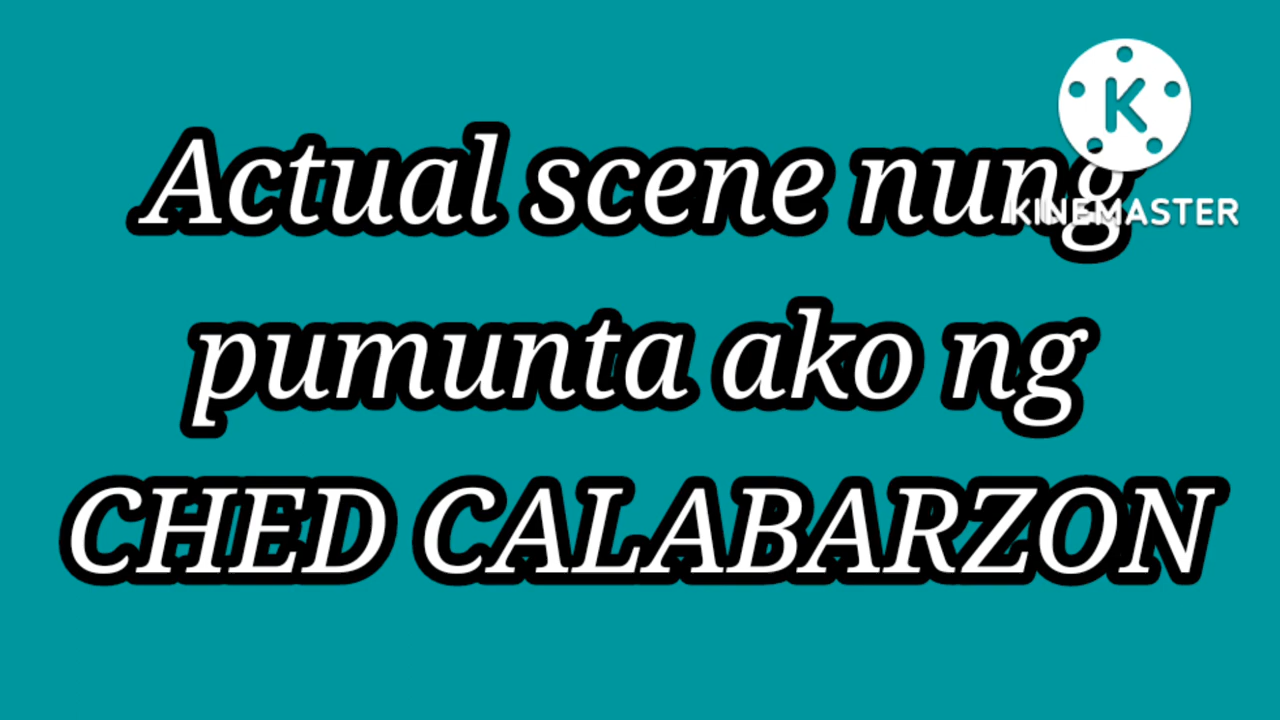 Actual scene nung
pumunta ako ng
CHED CALABARZON
K
KINEMASTER